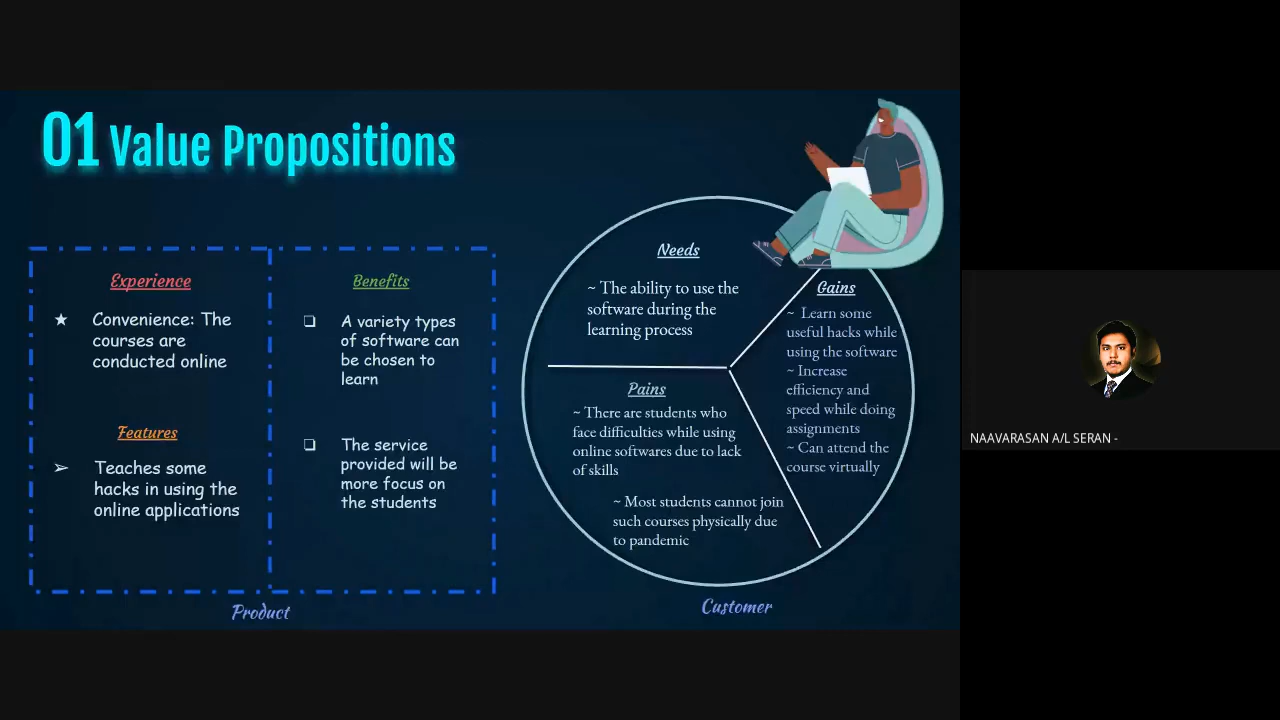 01 Value Propositions
Experience
★ Convenience: The
courses are
conducted online
Features
➢ Teaches some
hacks in using the
online applications
Benefits
❏ A variety types
of software can
be chosen to
learn
❏ The service
provided will be
more focus on
the students
Product
Needs
~ The ability to use the
software during the
learning process
Pains
~ There are students who
face difficulties while using
online softwares due to lack
of skills
~ Most students cannot join
such courses physically due
to pandemic
Gains
~ Learn some
useful hacks while
using the software
~ Increase
efficiency and
speed while doing
assignments
~ Can attend the
course virtually
Customer
NAAVARASAN A/L SERAN -